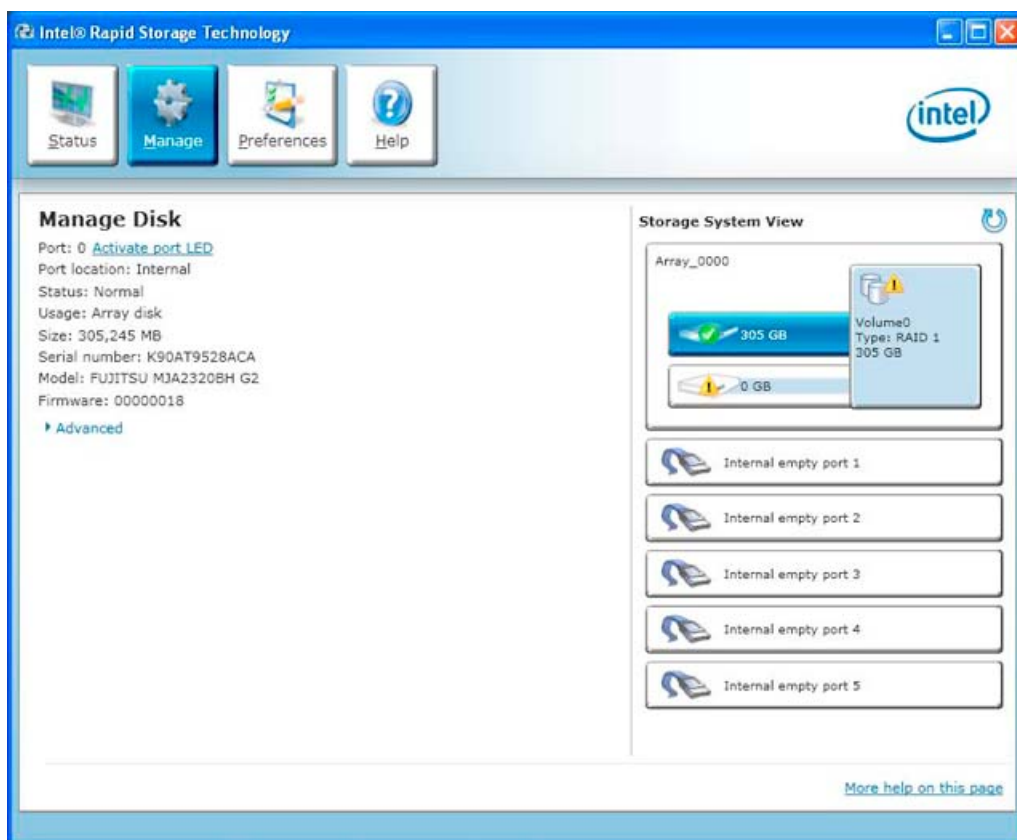 Intel® Rapid Storage Technology
Status
Manage
Preferences
Help
intel
Manage Disk
Port: 0 Activate port LED
Port location: Internal
Status: Normal
Usage: Array disk
Size: 305,245 MB
Serial number: K90AT9528ACA
Model: FUJITSU MJA2320BH G2
Firmware: 00000018
Advanced
Storage System View
Array_0000
305 GB
0 GB
Volume0
Type: RAID 1
305 GB
Internal empty port 1
Internal empty port 2
Internal empty port 3
Internal empty port 4
Internal empty port 5
More help on this page